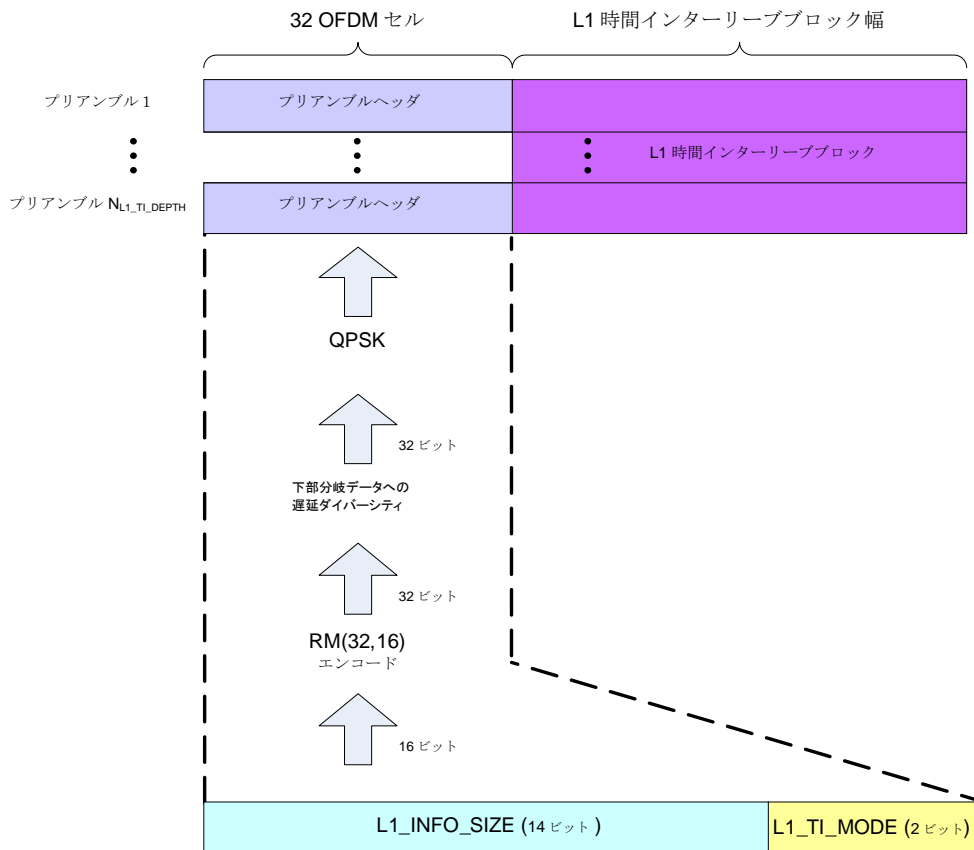 32 OFDM セル
L1 時間インターリーブブロック幅
プリアンブル 1
プリアンブルヘッダ
L1 時間インターリーブブロック
プリアンブル N_L1_TI_DEPTH
プリアンブルヘッダ
QPSK
32 ビット
下部分岐データへの
遅延ダイバーシティ
32 ビット
RM(32,16)
エンコード
16 ビット
L1_INFO_SIZE (14 ビット )
L1_TI_MODE (2 ビット)